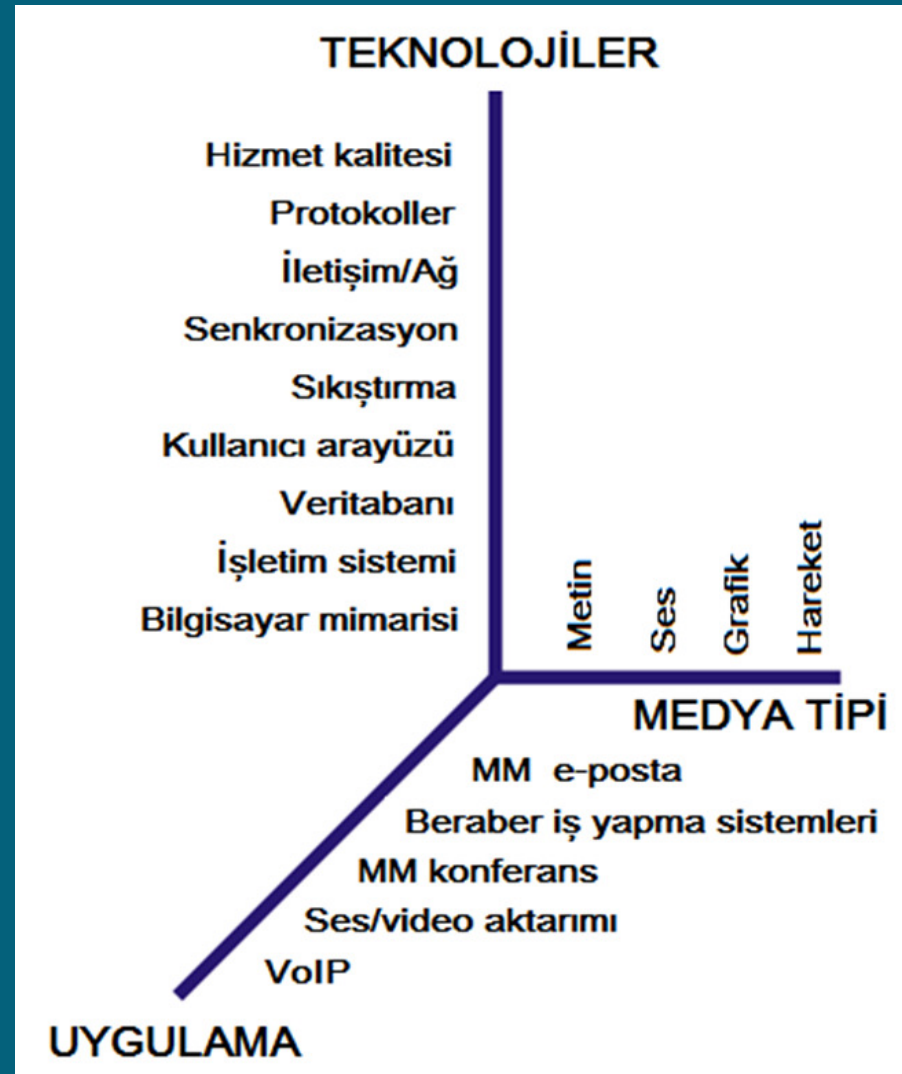 TEKNOLOJİLER
Hizmet kalitesi
Protokoller
İletişim/Ağ
Senkronizasyon
Sıkıştırma
Kullanıcı arayüzü
Veritabanı
İşletim sistemi
Bilgisayar mimarisi
Metin
Ses
Grafik
Hareket
MEDYA TİPİ
MM e-posta
Beraber iş yapma sistemleri
MM konferans
Ses/video aktarımı
VoIP
UYGULAMA